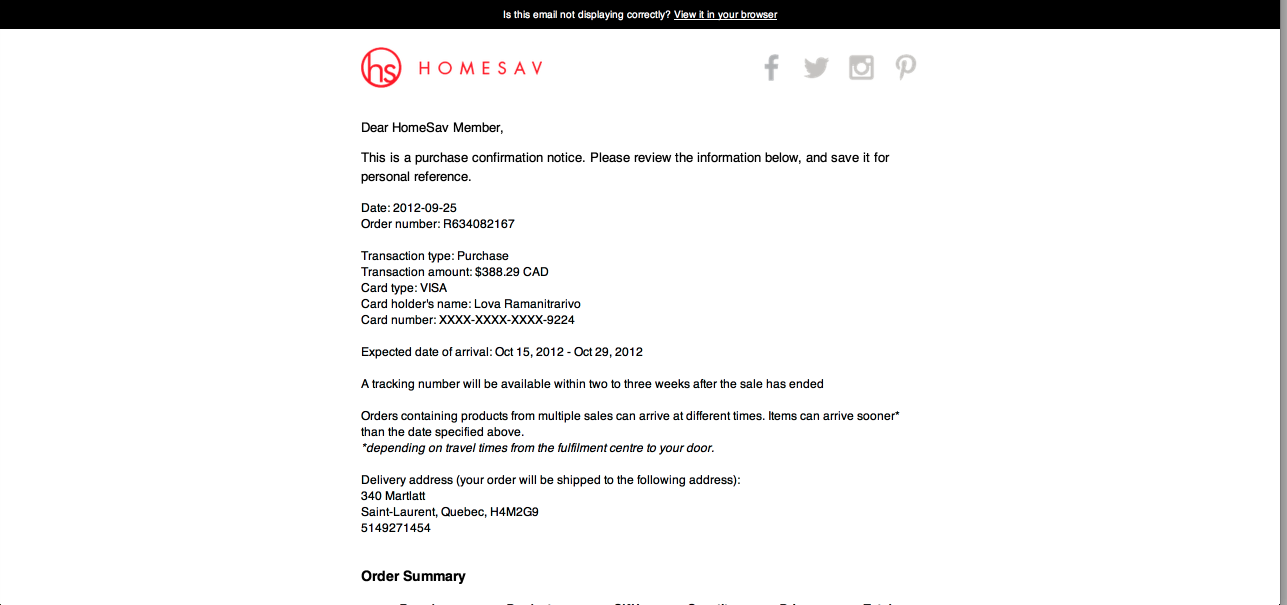 Is this email not displaying correctly? View it in your browser
hs HOMESAV
Dear HomeSav Member,
This is a purchase confirmation notice. Please review the information below, and save it for
personal reference.
Date: 2012-09-25
Order number: R634082167
Transaction type: Purchase
Transaction amount: $388.29 CAD
Card type: VISA
Card holder's name: Lova Ramanitrarivo
Card number: XXXX-XXXX-XXXX-9224
Expected date of arrival: Oct 15, 2012 - Oct 29, 2012
A tracking number will be available within two to three weeks after the sale has ended
Orders containing products from multiple sales can arrive at different times. Items can arrive sooner*
than the date specified above.
*depending on travel times from the fulfilment centre to your door.
Delivery address (your order will be shipped to the following address):
340 Martlatt
Saint-Laurent, Quebec, H4M2G9
5149271454
Order Summary